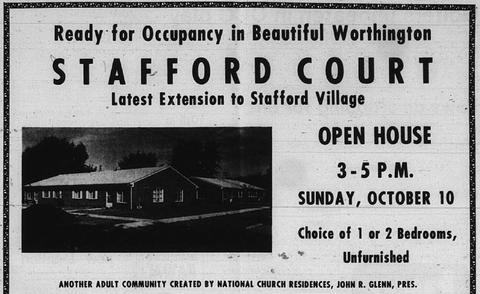 Ready for Occupancy in Beautiful Worthington
STAFFORD COURT
Latest Extension to Stafford Village
OPEN HOUSE
3-5 P.M.
SUNDAY, OCTOBER 10
Choice of 1 or 2 Bedrooms,
Unfurnished
ANOTHER ADULT COMMUNITY CREATED BY NATIONAL CHURCH RESIDENCES, JOHN R. GLENN, PRES.